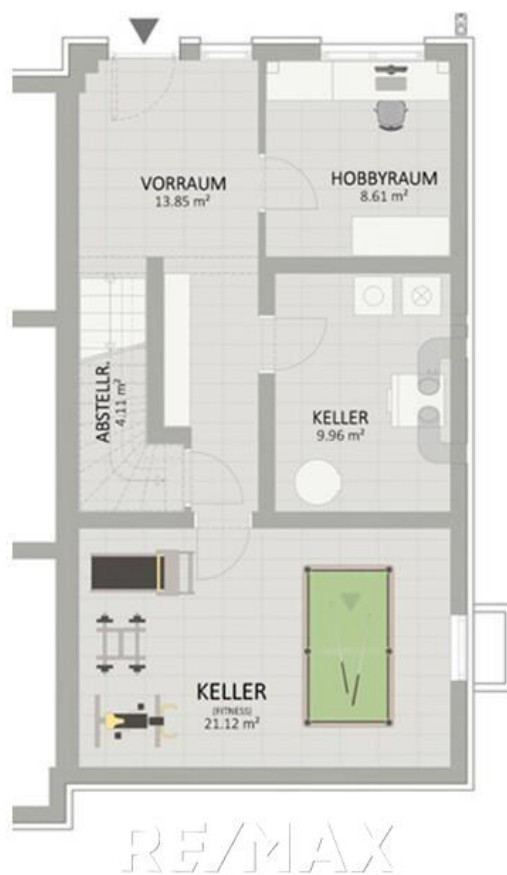 VORRAUM
13.85 m²
HOBBYRAUM
8.61 m²
ABSTELLR.
4.11 m²
KELLER
9.96 m²
KELLER
(FITNESS)
21.12 m²
RE/MAX